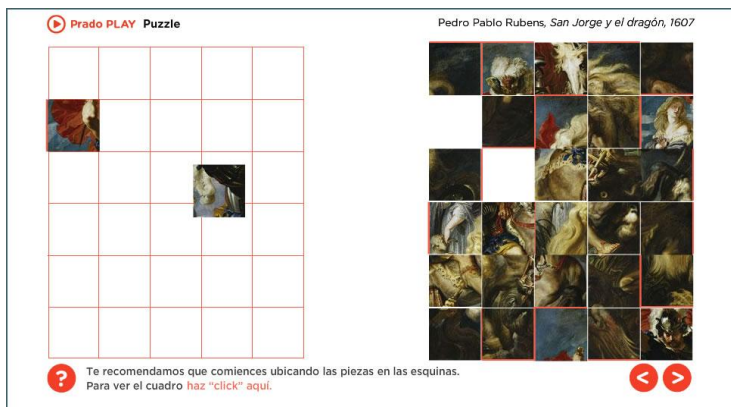 Prado PLAY Puzzle
Pedro Pablo Rubens, San Jorge y el dragón, 1607
? Te recomendamos que comiences ubicando las piezas en las esquinas.
Para ver el cuadro haz "click" aquí.